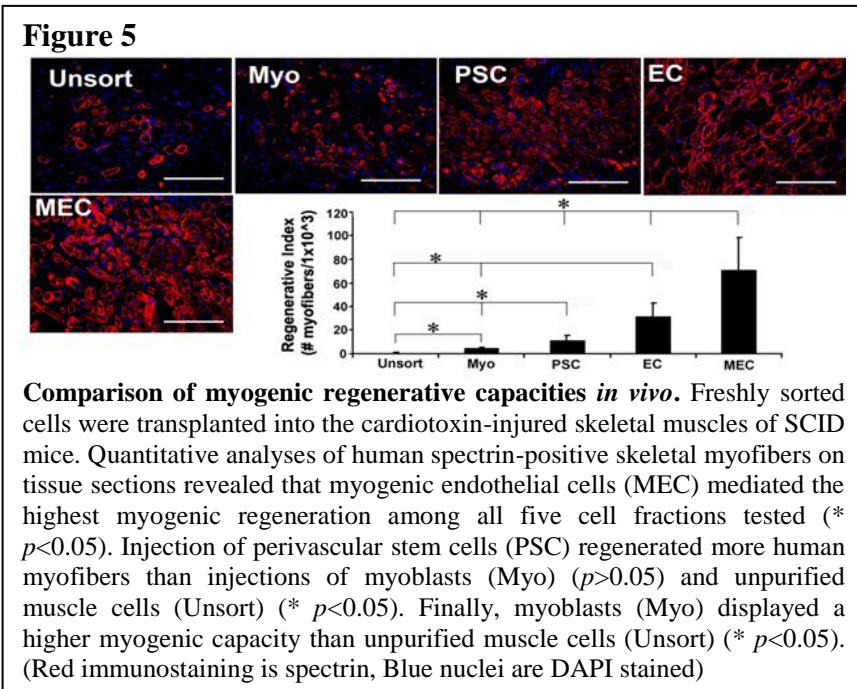 Figure 5
Unsort
Myo
PSC
EC
MEC
120
100
80
60
40
20
0
Regenerative Index
(# myofibers/1x10^3)
*
*
*
*
Unsort Myo PSC EC MEC
Comparison of myogenic regenerative capacities in vivo. Freshly sorted
cells were transplanted into the cardiotoxin-injured skeletal muscles of SCID
mice. Quantitative analyses of human spectrin-positive skeletal myofibers on
tissue sections revealed that myogenic endothelial cells (MEC) mediated the
highest myogenic regeneration among all five cell fractions tested (*
p<0.05). Injection of perivascular stem cells (PSC) regenerated more human
myofibers than injections of myoblasts (Myo) (p>0.05) and unpurified
muscle cells (Unsort) (* p<0.05). Finally, myoblasts (Myo) displayed a
higher myogenic capacity than unpurified muscle cells (Unsort) (* p<0.05).
(Red immunostaining is spectrin, Blue nuclei are DAPI stained)